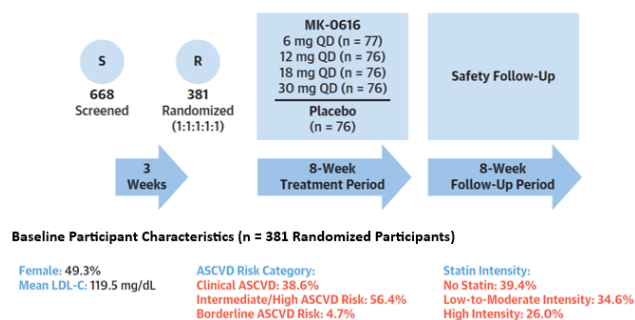 MK-0616
6 mg QD (n = 77)
12 mg QD (n = 76)
18 mg QD (n = 76)
30 mg QD (n = 76)
Placebo
(n = 76)
S
R
Safety Follow-Up
668
Screened
381
Randomized
(1:1:1:1:1)
3
Weeks
8-Week
Treatment Period
8-Week
Follow-Up Period
Baseline Participant Characteristics (n = 381 Randomized Participants)
Female: 49.3%
Mean LDL-C: 119.5 mg/dL
ASCVD Risk Category:
Clinical ASCVD: 38.6%
Intermediate/High ASCVD Risk: 56.4%
Borderline ASCVD Risk: 4.7%
Statin Intensity:
No Statin: 39.4%
Low-to-Moderate Intensity: 34.6%
High Intensity: 26.0%